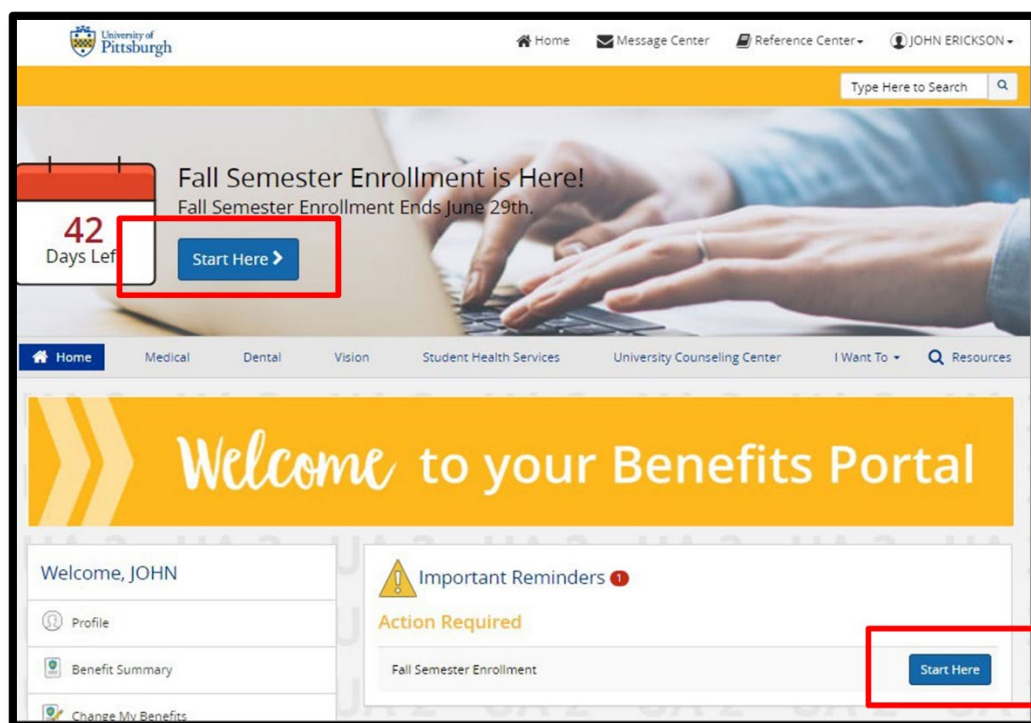 University of
Pittsburgh
Home Message Center Reference Center JOHN ERICKSON
Type Here to Search
Fall Semester Enrollment is Here!
Fall Semester Enrollment Ends June 29th.
42
Days Lef
Start Here
Home Medical Dental Vision Student Health Services University Counseling Center I Want To Resources
Welcome to your Benefits Portal
Welcome, JOHN
Profile
Benefit Summary
Change My Benefits
Important Reminders 1
Action Required
Fall Semester Enrollment Start Here